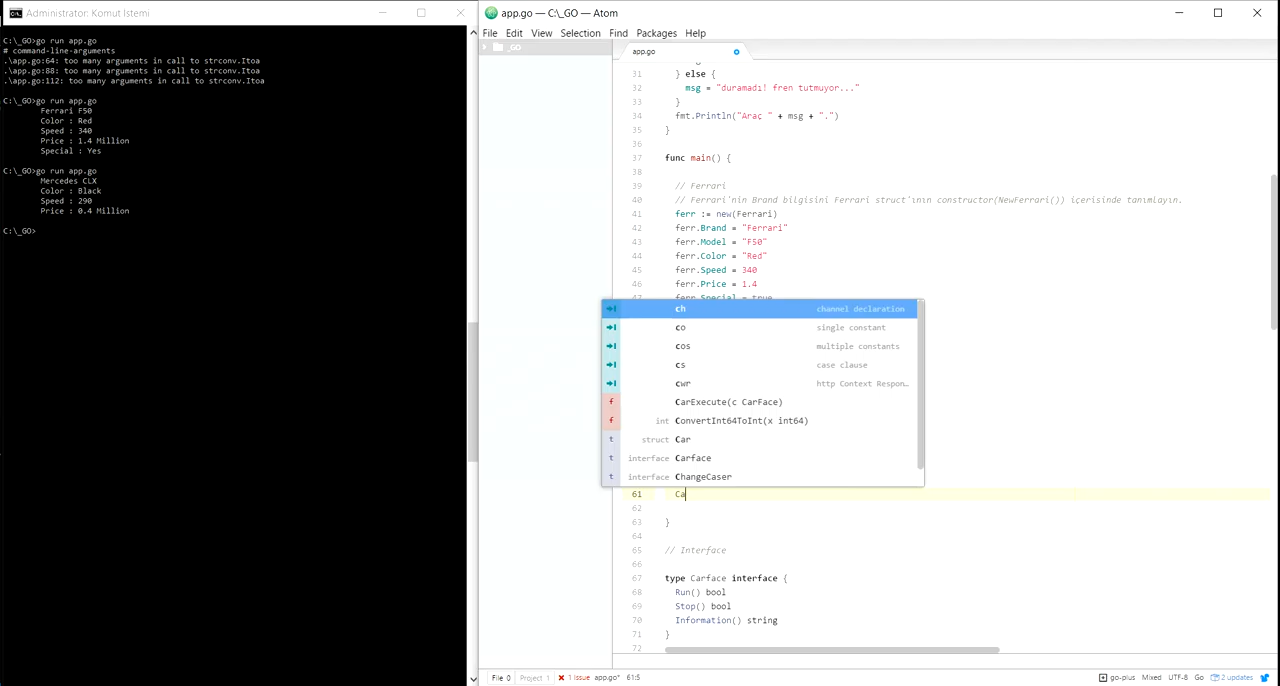 Administrator: Komut İstemi
C:\_GO>go run app.go
# command-line-arguments
.\app.go:64: too many arguments in call to strconv.Itoa
.\app.go:88: too many arguments in call to strconv.Itoa
.\app.go:112: too many arguments in call to strconv.Itoa
C:\_GO>go run app.go
Ferrari F50
Color : Red
Speed : 340
Price : 1.4 Million
Special : Yes
C:\_GO>go run app.go
Mercedes CLX
Color : Black
Speed : 290
Price : 0.4 Million
C:\_GO>
app.go — C:\_GO — Atom
File Edit View Selection Find Packages Help
_GO
app.go
31 } else {
32 msg = "duramadı! fren tutmuyor..."
33 }
34 fmt.Println("Araç " + msg + ".")
35 }
36
37 func main() {
38
39 // Ferrari
40 // Ferrari'nin Brand bilgisini Ferrari struct'ının constructor(NewFerrari()) içerisinde tanımlayın.
41 ferr := new(Ferrari)
42 ferr.Brand = "Ferrari"
43 ferr.Model = "F50"
44 ferr.Color = "Red"
45 ferr.Speed = 340
46 ferr.Price = 1.4
47 ferr.Special = true
ch channel declaration
co single constant
cos multiple constants
cs case clause
cwr http Context Respon…
f CarExecute(c CarFace)
f int ConvertInt64ToInt(x int64)
t struct Car
t interface Carface
t interface ChangeCaser
61 Ca
62
63 }
64
65 // Interface
66
67 type Carface interface {
68 Run() bool
69 Stop() bool
70 Information() string
71 }
72
File 0 Project 1 1 Issue app.go* 61:5
go-plus Mixed UTF-8 Go 2 updates